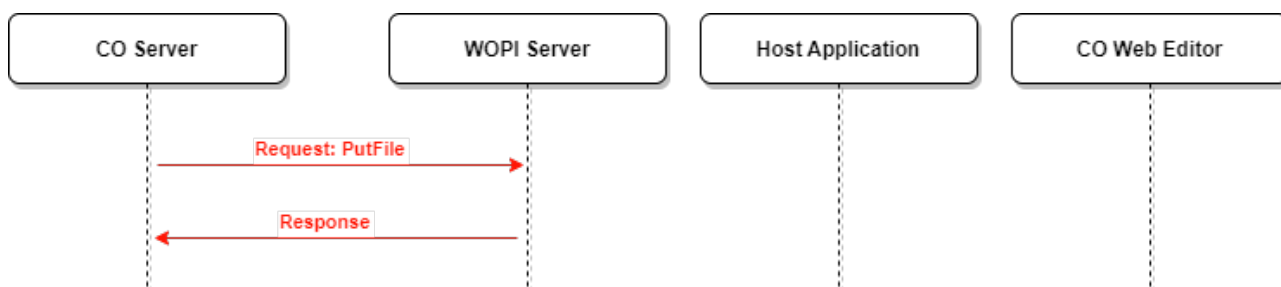 CO Server
WOPI Server
Host Application
CO Web Editor
Request: PutFile
Response